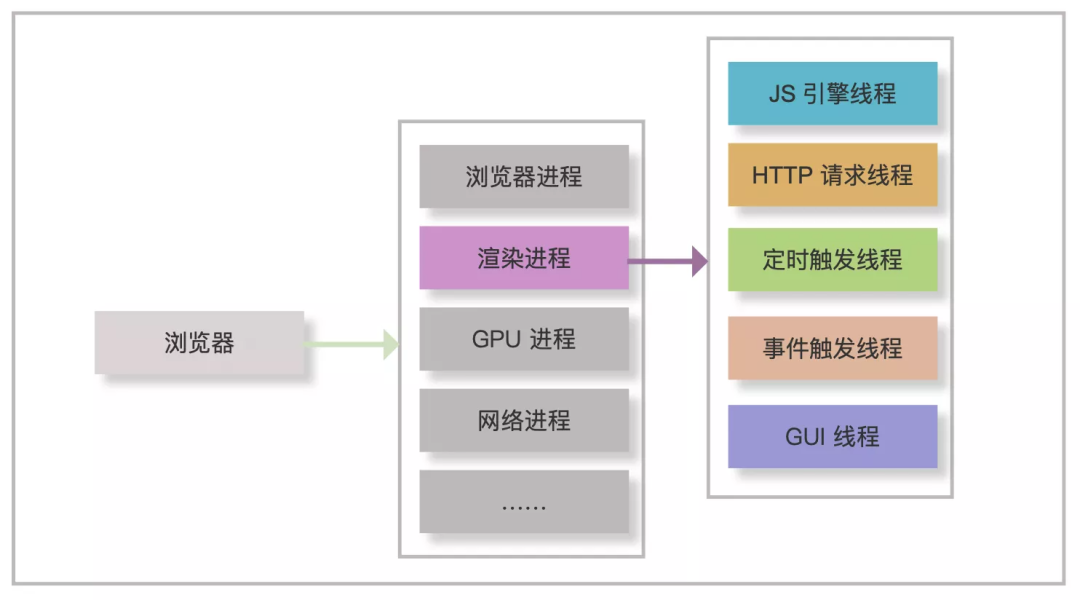 浏览器
浏览器进程
渲染进程
GPU 进程
网络进程
......
JS 引擎线程
HTTP 请求线程
定时触发线程
事件触发线程
GUI 线程